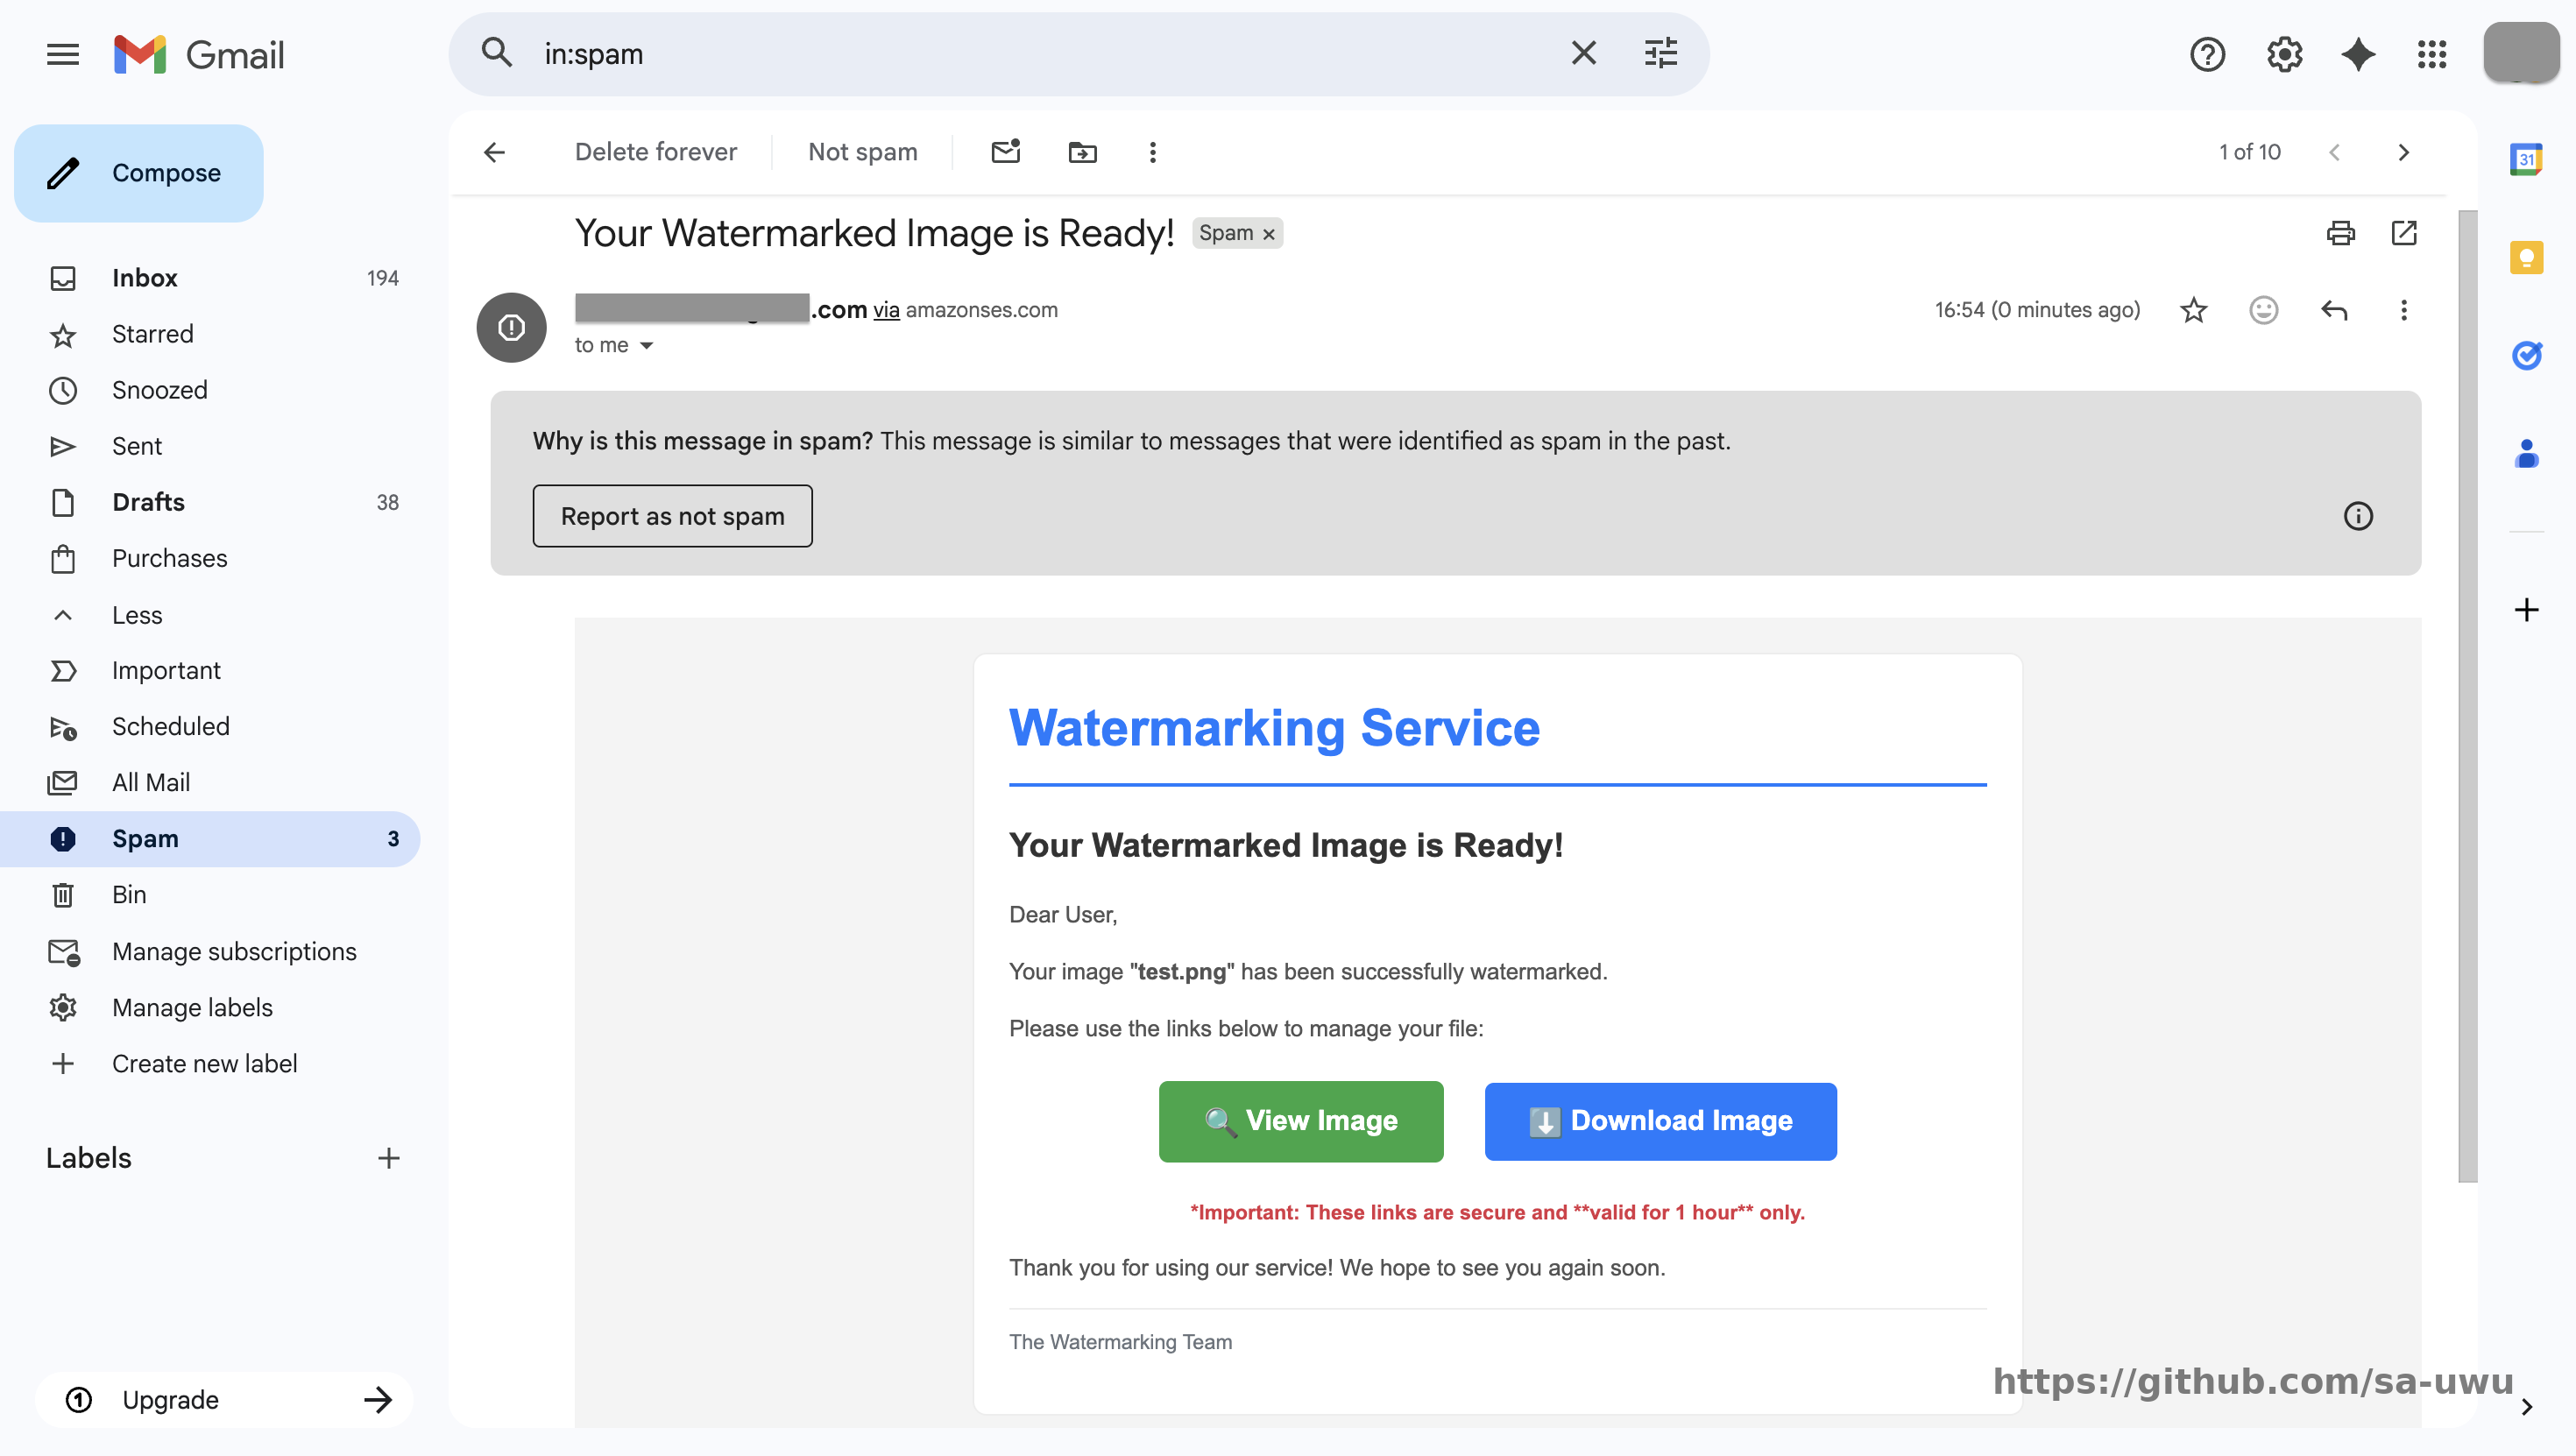 Gmail
in:spam
Compose
Delete forever
Not spam
1 of 10
31
Your Watermarked Image is Ready!
Spam ×
Inbox 194
.com via amazonses.com
16:54 (0 minutes ago)
Starred
to me
Snoozed
Sent
Why is this message in spam? This message is similar to messages that were identified as spam in the past.
Drafts 38
Report as not spam
Purchases
Less
Important
Scheduled
All Mail
Spam 3
Bin
Manage subscriptions
Manage labels
Create new label
Labels
Upgrade
Watermarking Service
Your Watermarked Image is Ready!
Dear User,
Your image "test.png" has been successfully watermarked.
Please use the links below to manage your file:
View Image
Download Image
*Important: These links are secure and **valid for 1 hour** only.
Thank you for using our service! We hope to see you again soon.
The Watermarking Team
https://github.com/sa-uwu